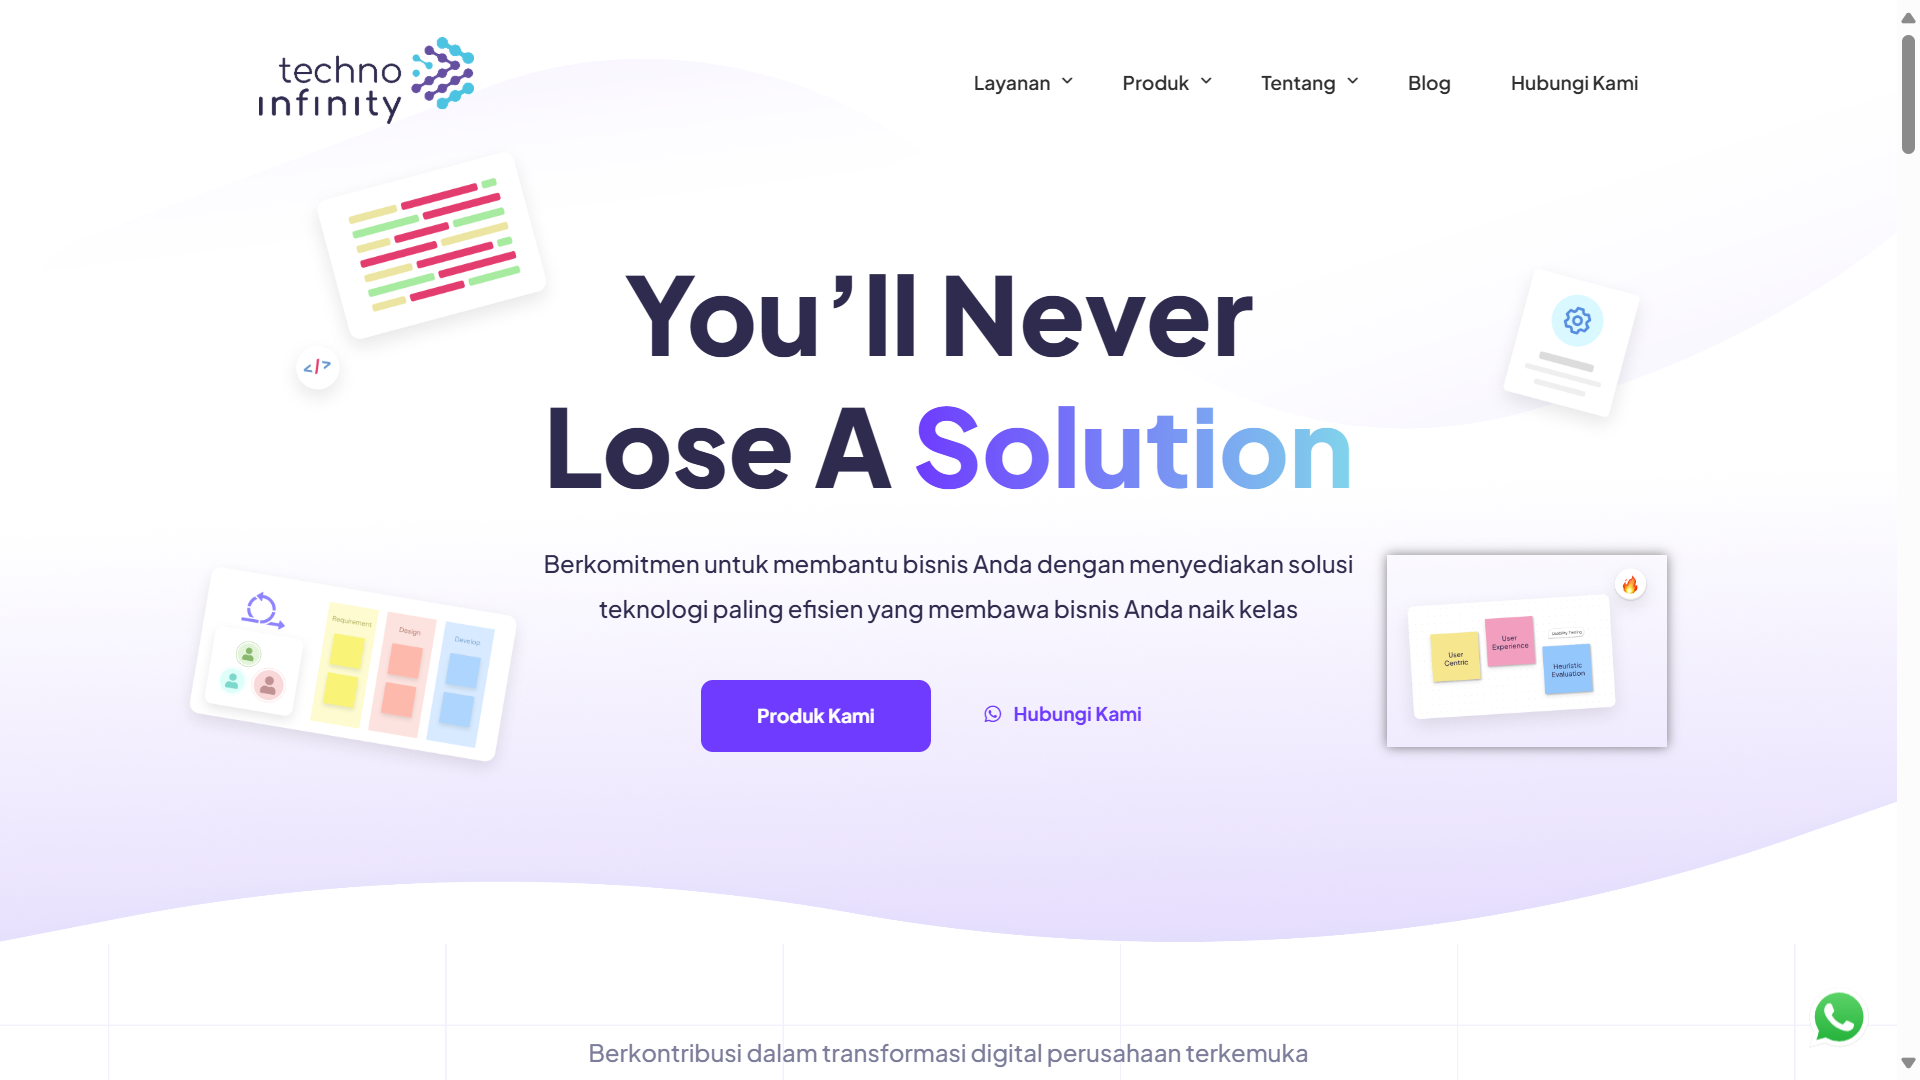 techno
infinity
Layanan
Produk
Tentang
Blog
Hubungi Kami
You’ll Never
Lose A Solution
</>
Berkomitmen untuk membantu bisnis Anda dengan menyediakan solusi
teknologi paling efisien yang membawa bisnis Anda naik kelas
Requirement
Design
Develop
User
Centric
User
Experience
Usability Testing
Heuristic
Evaluation
Produk Kami
Hubungi Kami
Berkontribusi dalam transformasi digital perusahaan terkemuka